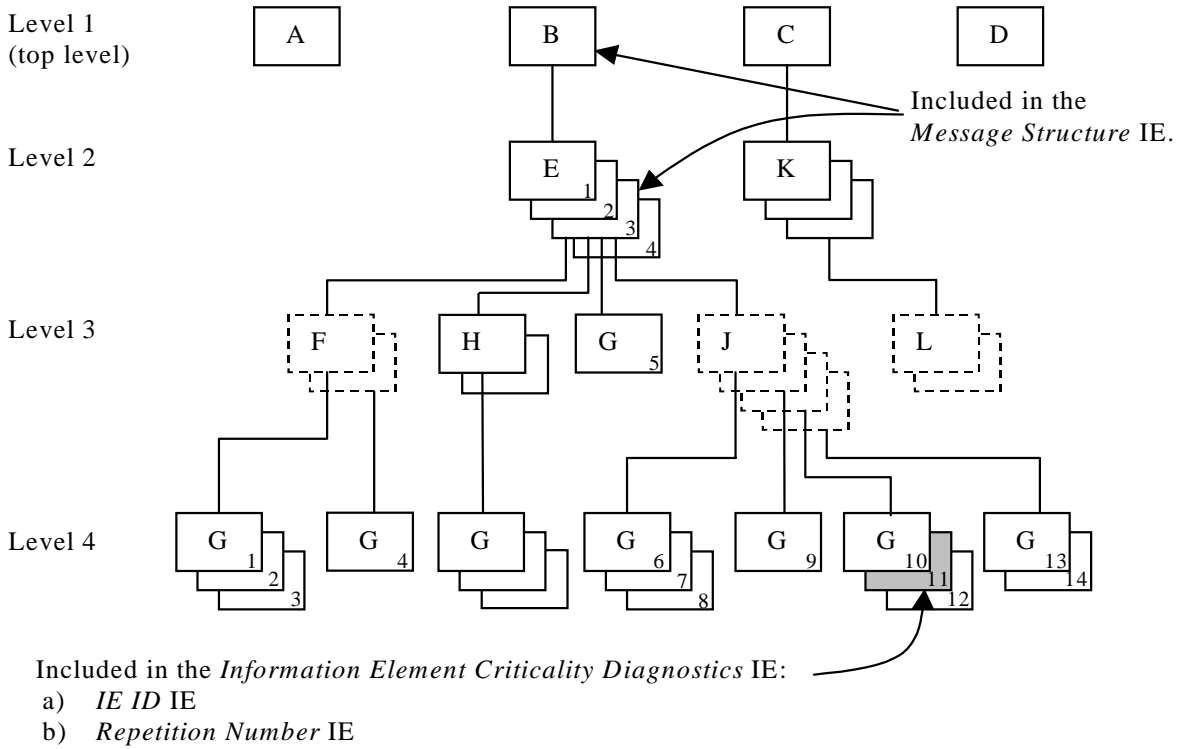 Level 1
(top level)
A
B
C
D
Included in the
Message Structure IE.
Level 2
E
1
2
3
4
K
Level 3
F
H
G
5
J
L
Level 4
G
1
2
3
G
4
G
G
6
7
8
G
9
G
10
11
12
G
13
14
Included in the Information Element Criticality Diagnostics IE:
a) IE ID IE
b) Repetition Number IE